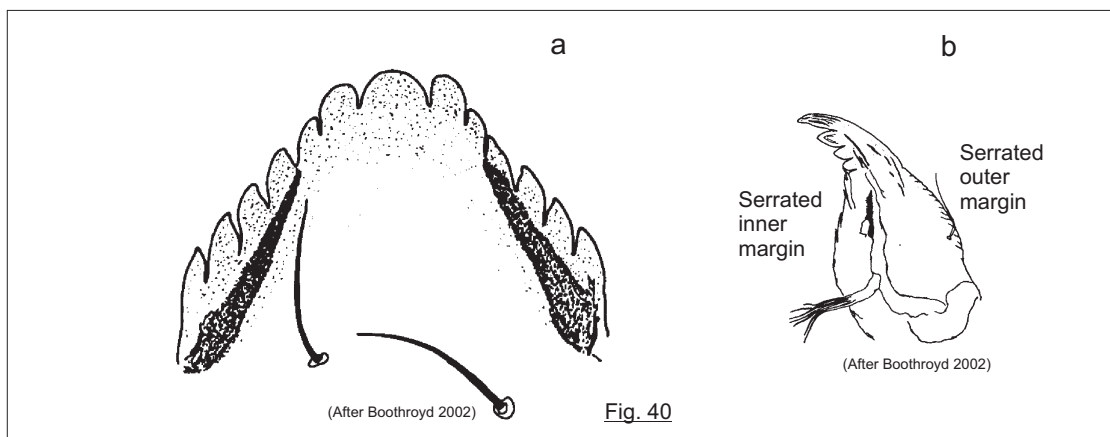 a
b
Serrated
inner
margin
Serrated
outer
margin
(After Boothroyd 2002)
(After Boothroyd 2002)
Fig. 40